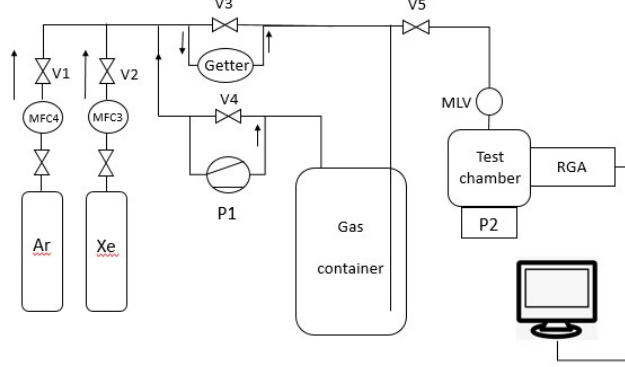 V3
V5
V1
V2
Getter
V4
MLV
MFC4
MFC3
Test
chamber
RGA
P1
P2
Ar
Xe
Gas
container